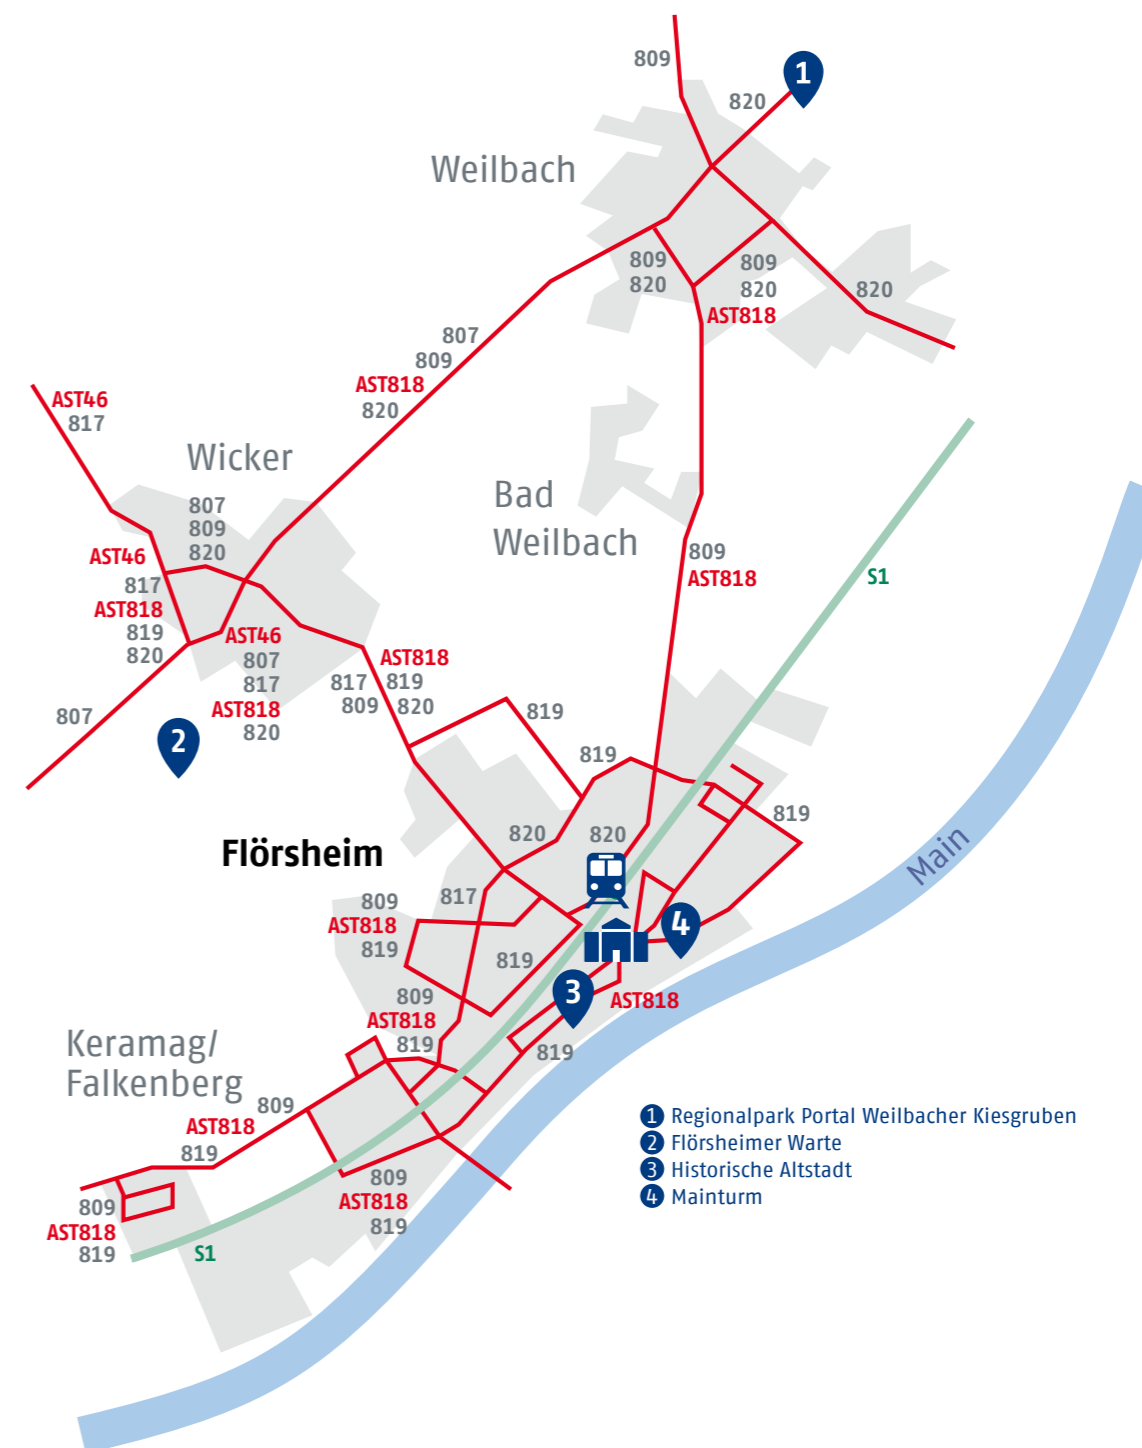 809
1
820
Weilbach
809
820
809
820
AST818
820
807
809
AST818
820
AST46
817
Wicker
807
809
820
Bad
Weilbach
AST46
817
AST818
819
820
809
AST818
S1
AST46
807
817
AST818
820
AST818
817 819
809 820
807
2
819
819
819
820
820
Flörsheim
Main
809
AST818
819
817
819
4
3
AST818
809
AST818
819
819
Keramag/
Falkenberg
809
AST818
819
809
AST818
819
809
AST818
819
S1
1 Regionalpark Portal Weilbacher Kiesgruben
2 Flörsheimer Warte
3 Historische Altstadt
4 Mainturm